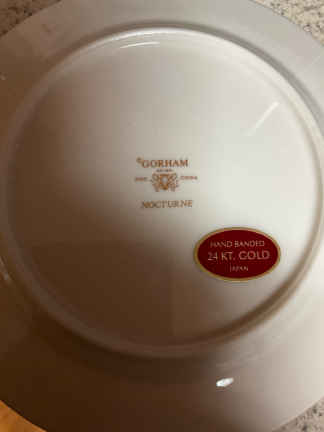 ©GORHAM
FINE CHINA
NOCTURNE
HAND BANDED
24 KT. GOLD
JAPAN